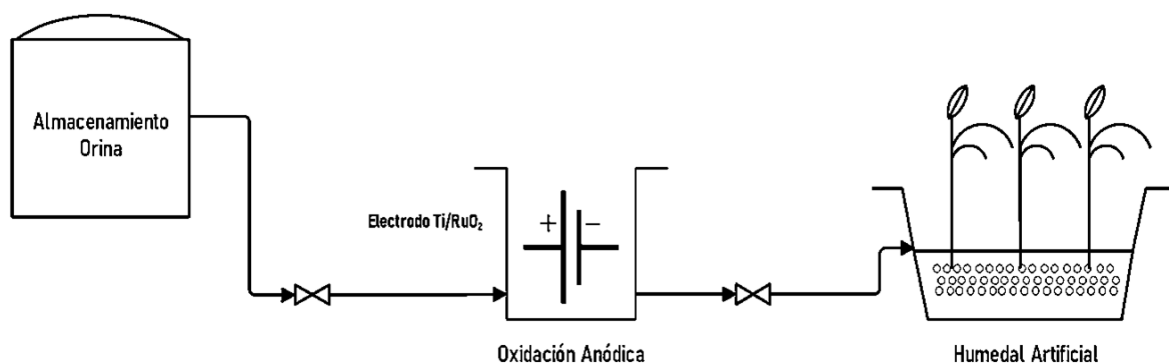 Almacenamiento
Orina
Electrodo Ti/RuO₂
+ −
Oxidación Anódica
Humedal Artificial